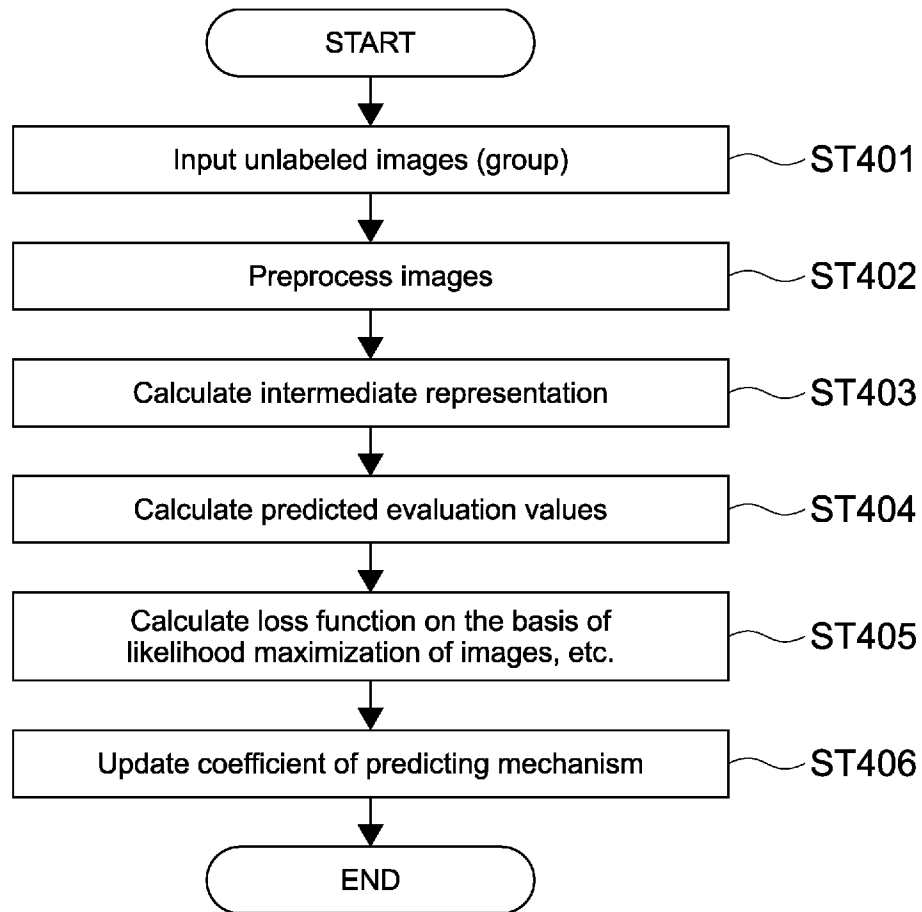 START
Input unlabeled images (group)
ST401
Preprocess images
ST402
Calculate intermediate representation
ST403
Calculate predicted evaluation values
ST404
Calculate loss function on the basis of
likelihood maximization of images, etc.
ST405
Update coefficient of predicting mechanism
ST406
END